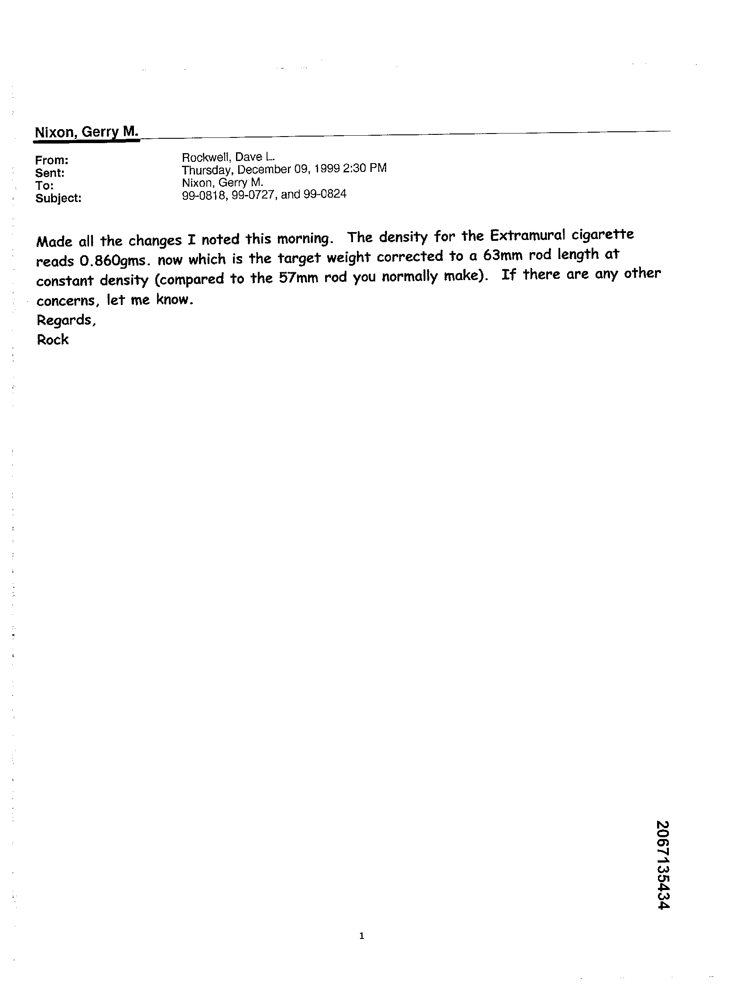 Nixon, Gerry M.
From: Rockwell, Dave L.
Sent: Thursday, December 09, 1999 2:30 PM
To: Nixon, Gerry M.
Subject: 99-0818, 99-0727, and 99-0824
Made all the changes I noted this morning. The density for the Extramural cigarette
reads 0.860gms. now which is the target weight corrected to a 63mm rod length at
constant density (compared to the 57mm rod you normally make). If there are any other
concerns, let me know.
Regards,
Rock
2067135434
1